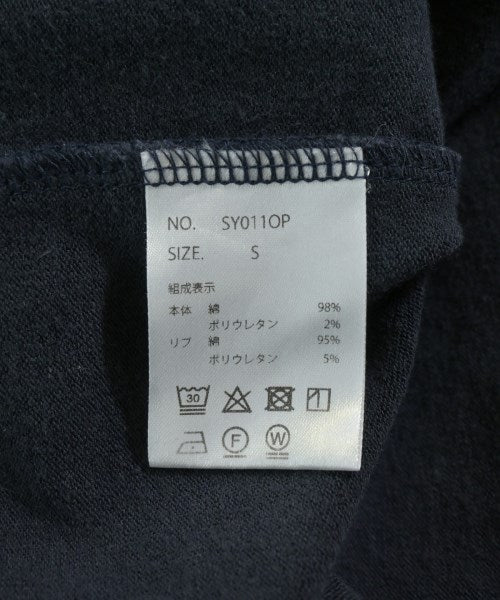 NO. SY011OP
SIZE. S
組成表示
本体 綿 98%
ポリウレタン 2%
リブ 綿 95%
ポリウレタン 5%
30
F W